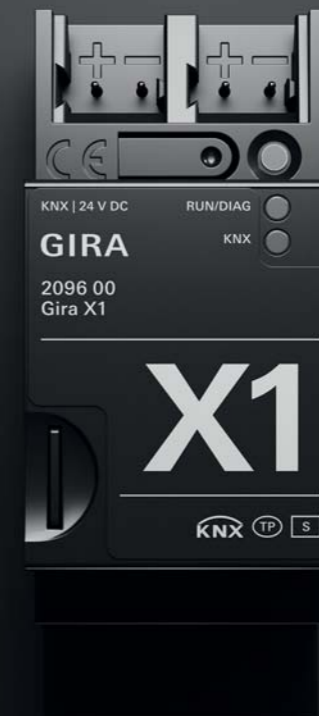 + − + −
CE
KNX | 24 V DC RUN/DIAG
GIRA KNX
2096 00
Gira X1
X1
KNX TP S